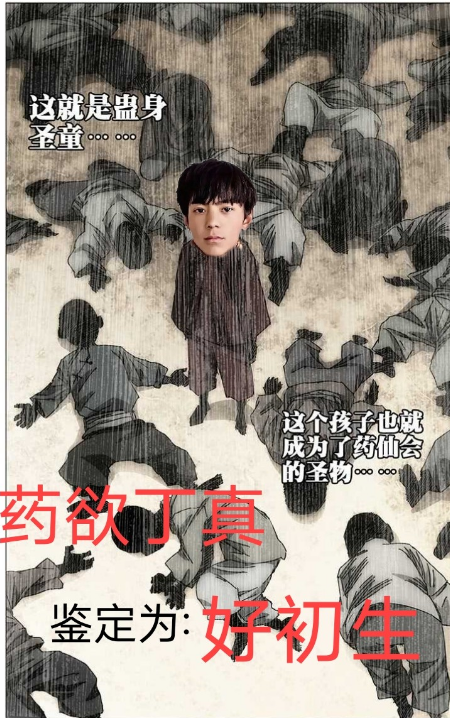 这就是蛊身
圣童……
这个孩子也就
成为了药仙会
的圣物……
药欲丁真
鉴定为:好初生